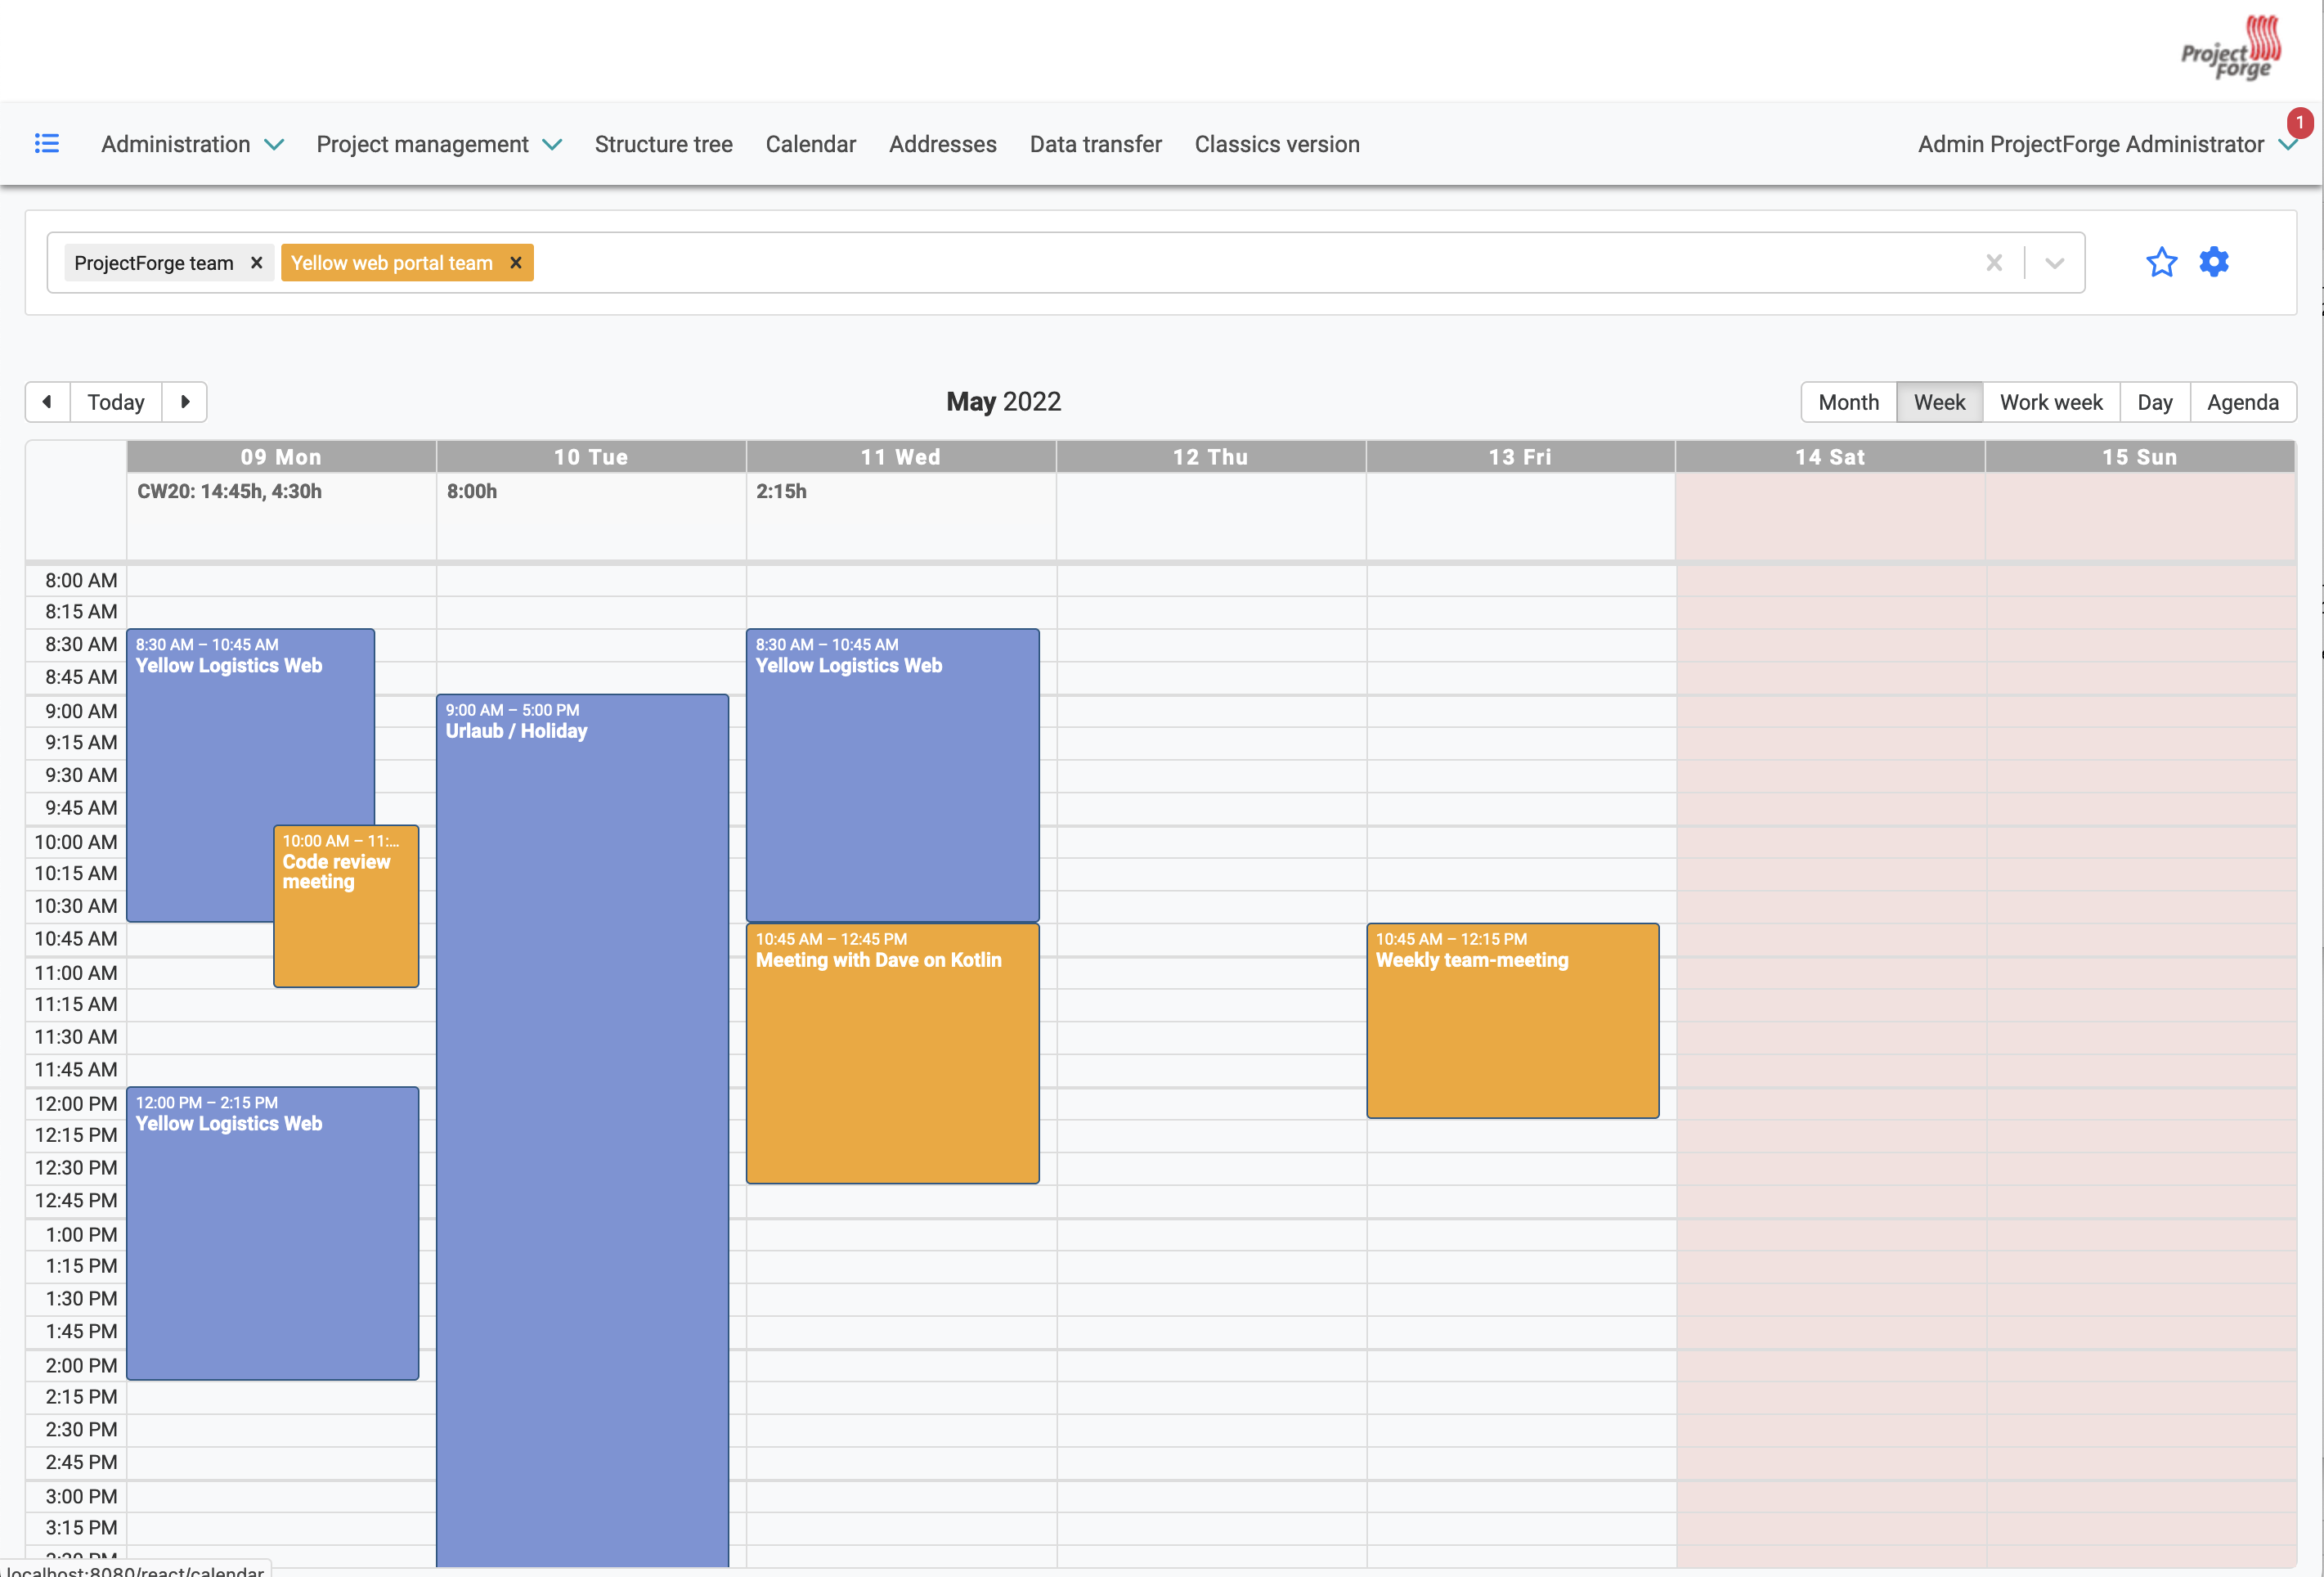 Project
Forge
Administration Project management Structure tree Calendar Addresses Data transfer Classics version Admin ProjectForge Administrator 1
ProjectForge team × Yellow web portal team ×
Today May 2022 Month Week Work week Day Agenda
09 Mon 10 Tue 11 Wed 12 Thu 13 Fri 14 Sat 15 Sun
CW20: 14:45h, 4:30h 8:00h 2:15h
8:00 AM
8:15 AM
8:30 AM
8:45 AM
9:00 AM
9:15 AM
9:30 AM
9:45 AM
10:00 AM
10:15 AM
10:30 AM
10:45 AM
11:00 AM
11:15 AM
11:30 AM
11:45 AM
12:00 PM
12:15 PM
12:30 PM
12:45 PM
1:00 PM
1:15 PM
1:30 PM
1:45 PM
2:00 PM
2:15 PM
2:30 PM
2:45 PM
3:00 PM
3:15 PM
8:30 AM – 10:45 AM
Yellow Logistics Web
10:00 AM – 11:...
Code review
meeting
12:00 PM – 2:15 PM
Yellow Logistics Web
9:00 AM – 5:00 PM
Urlaub / Holiday
8:30 AM – 10:45 AM
Yellow Logistics Web
10:45 AM – 12:45 PM
Meeting with Dave on Kotlin
10:45 AM – 12:15 PM
Weekly team-meeting
localhost:8080/react/calendar